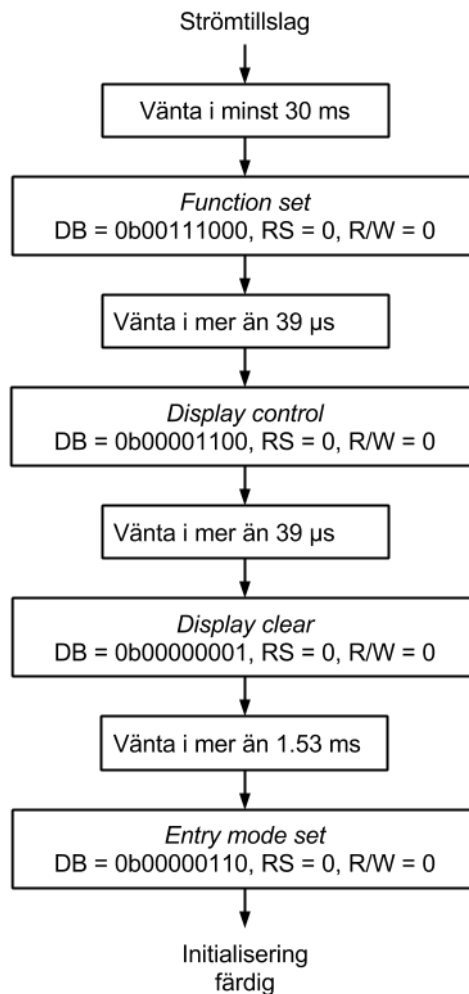 Strömtillslag
Vänta i minst 30 ms
Function set
DB = 0b00111000, RS = 0, R/W = 0
Vänta i mer än 39 µs
Display control
DB = 0b00001100, RS = 0, R/W = 0
Vänta i mer än 39 µs
Display clear
DB = 0b00000001, RS = 0, R/W = 0
Vänta i mer än 1.53 ms
Entry mode set
DB = 0b00000110, RS = 0, R/W = 0
Initialisering
färdig